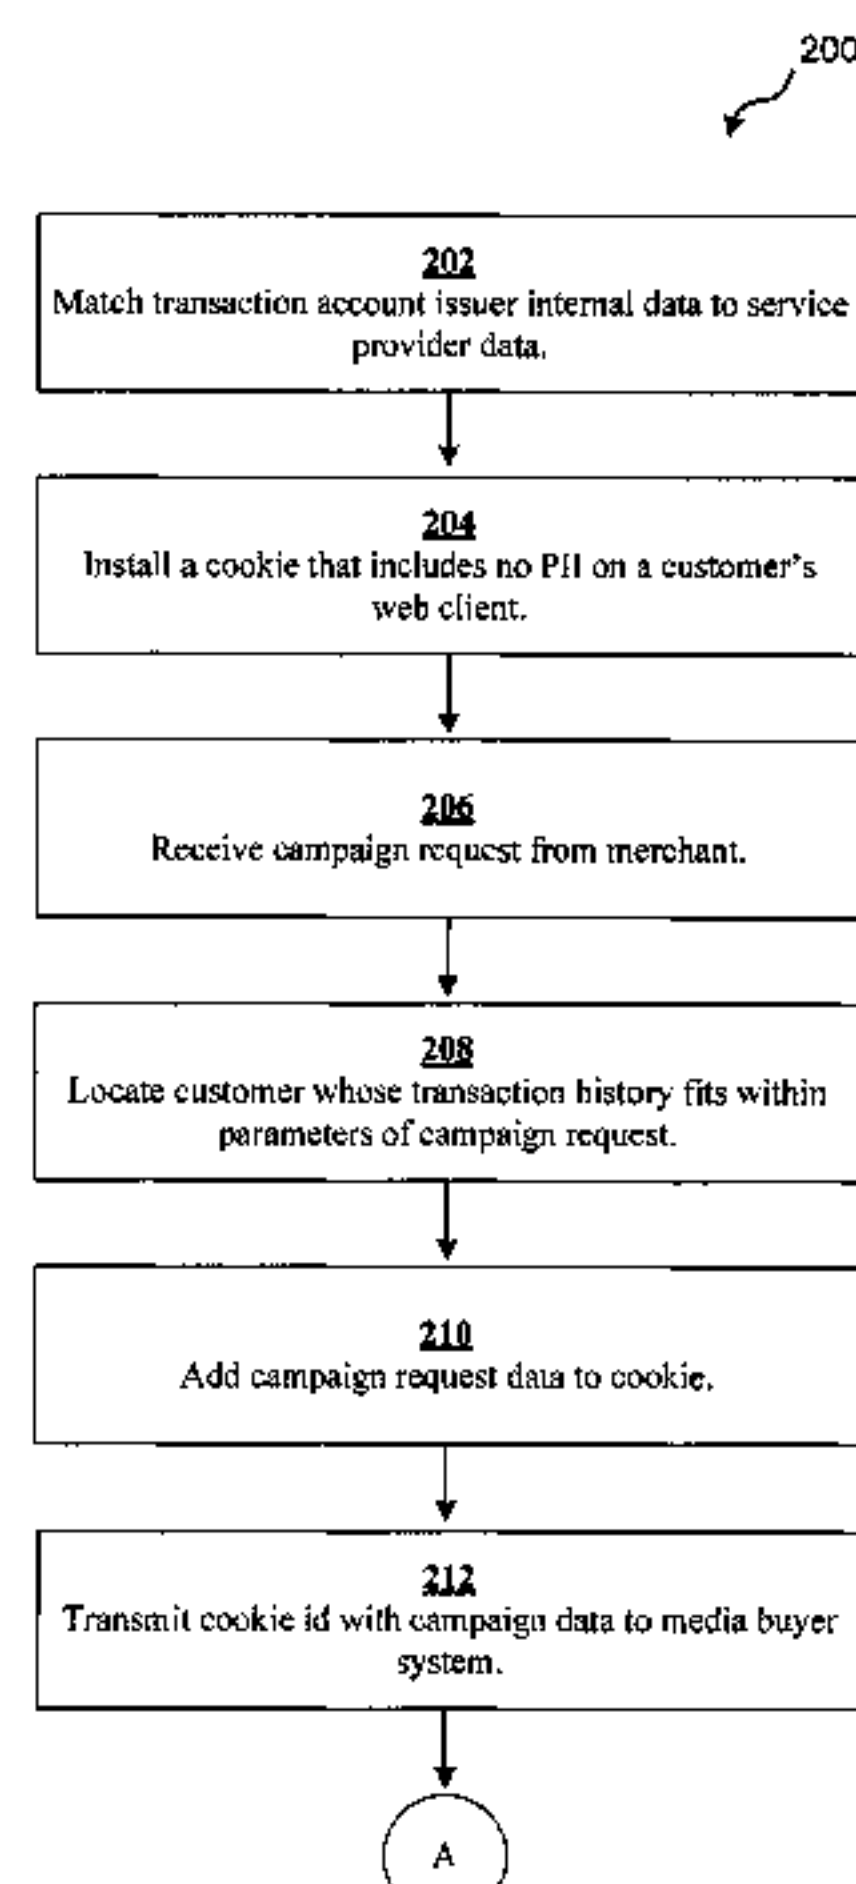 200
202
Match transaction account issuer internal data to service
provider data.
204
Install a cookie that includes no PII on a customer's
web client.
206
Receive campaign request from merchant.
208
Locate customer whose transaction history fits within
parameters of campaign request.
210
Add campaign request data to cookie.
212
Transmit cookie id with campaign data to media buyer
system.
A